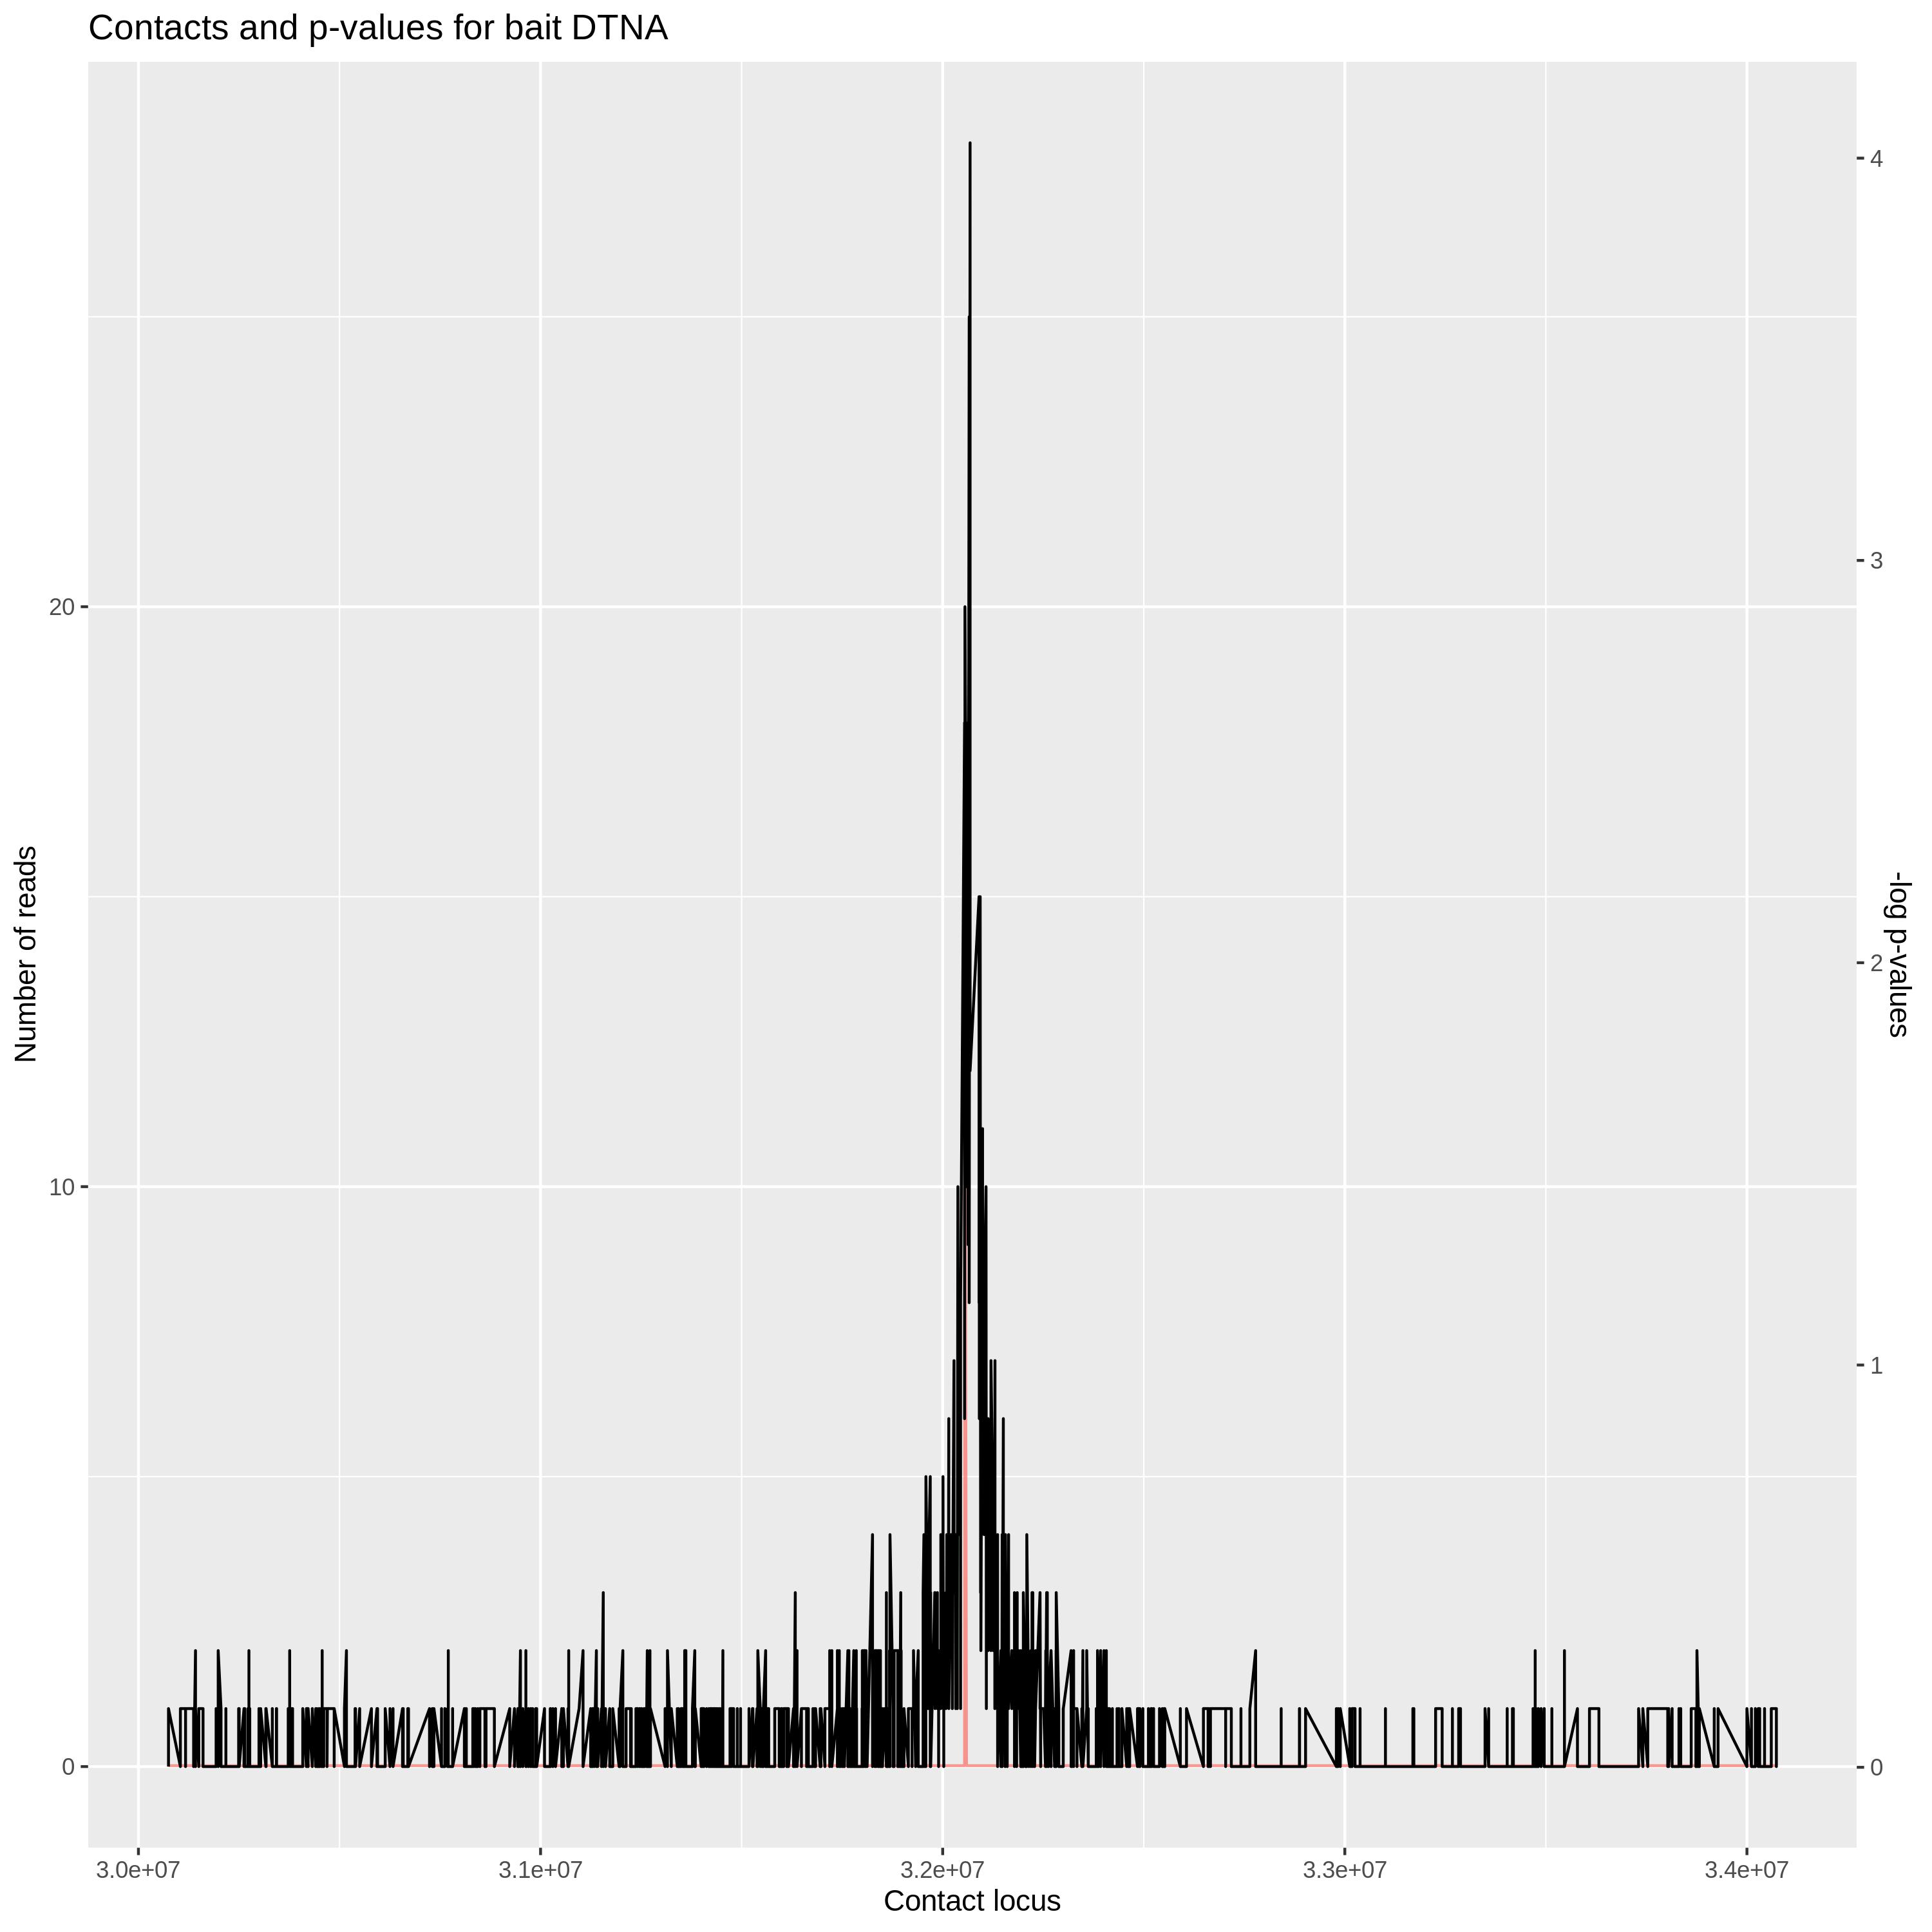 Contacts and p-values for bait DTNA
4
3
20
Number of reads
-log p-values
2
10
1
0
0
3.0e+07 3.1e+07 3.2e+07 3.3e+07 3.4e+07
Contact locus